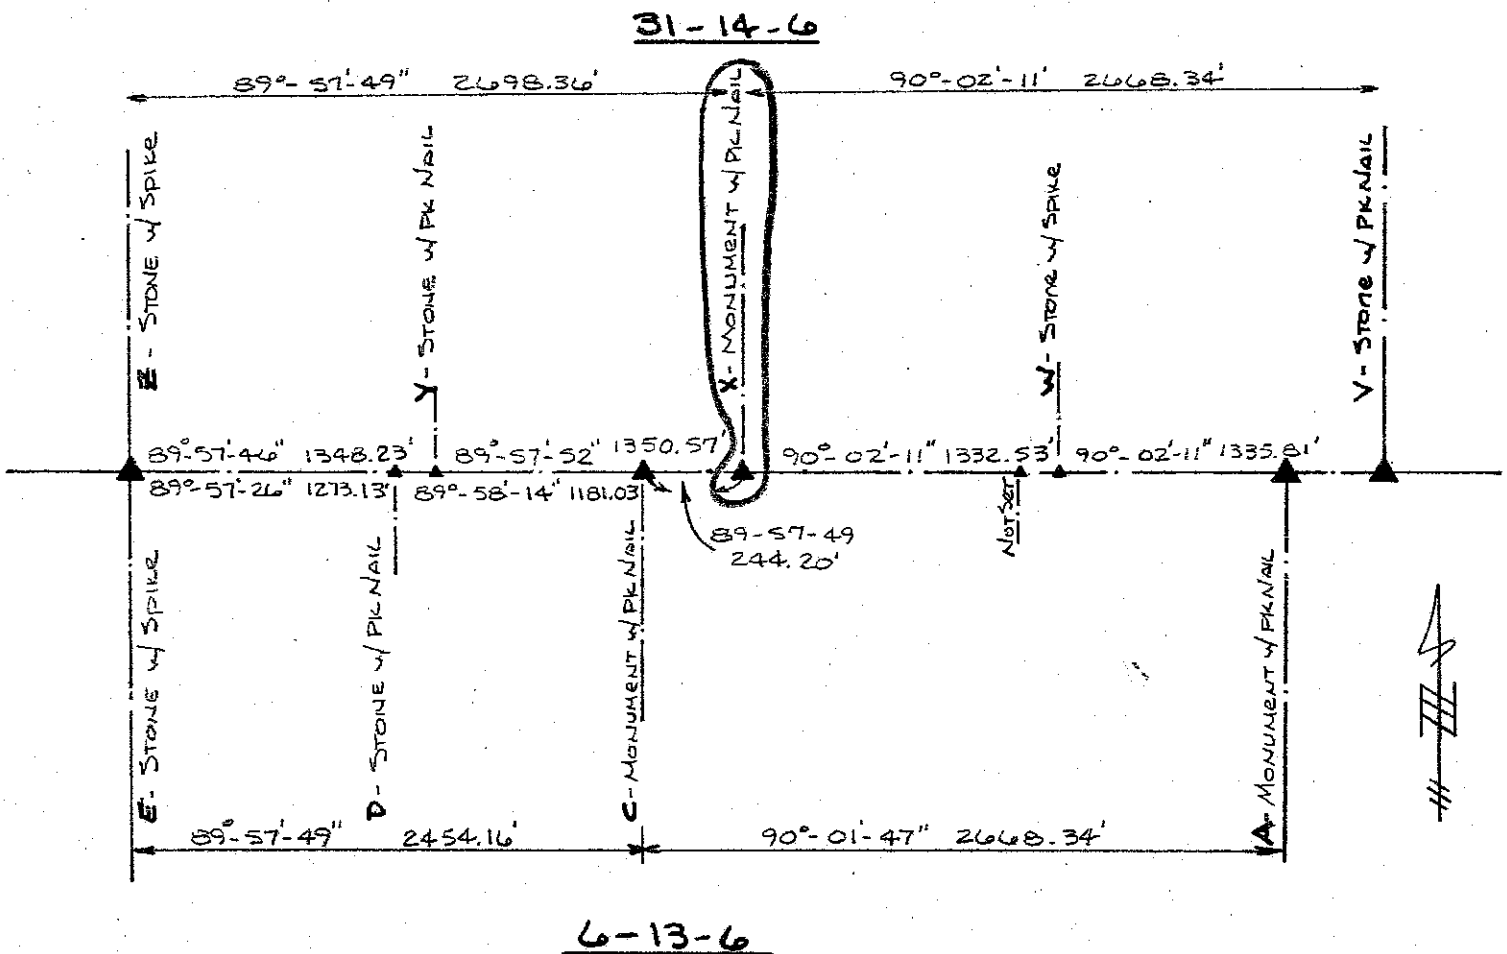 31-14-6
89°-57'-49" 2698.36'
90°-02'-11' 2668.34'
Z - STONE w/ SPIKE
Y - STONE w/ PK NAIL
X - MONUMENT w/ PK NAIL
W - STONE w/ SPIKE
V - STONE w/ PK NAIL
89°-57'-46" 1348.23'
89°-57'-52" 1350.57'
90°-02'-11" 1332.53'
90°-02'-11" 1335.81'
89°-57'-26" 1273.13'
89°-58'-14' 1181.03
89-57-49
244.20'
NOT SET
E - STONE w/ SPIKE
D - STONE w/ PK NAIL
C - MONUMENT w/ PK NAIL
A - MONUMENT w/ PK NAIL
89°-57'-49" 2454.16'
90°-01'-47" 2668.34'
6-13-6